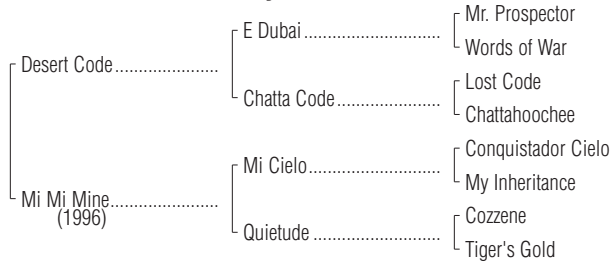 Mr. Prospector
E Dubai
Words of War
Desert Code
Lost Code
Chatta Code
Chattahoochee
Conquistador Cielo
Mi Cielo
My Inheritance
Mi Mi Mine
(1996)
Cozzene
Quietude
Tiger's Gold